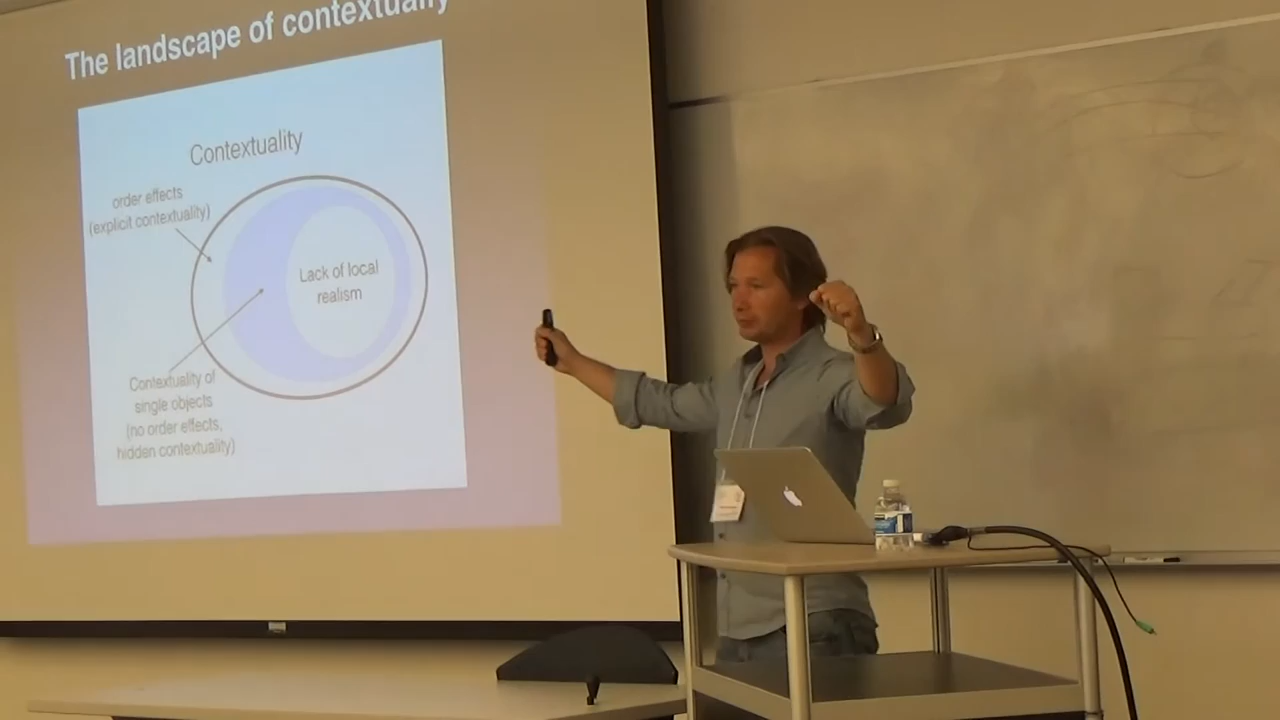 The landscape of contextually
Contextuality
order effects
(explicit contextuality)
Lack of local
realism
Contextuality of
single objects
(no order effects,
hidden contextuality)